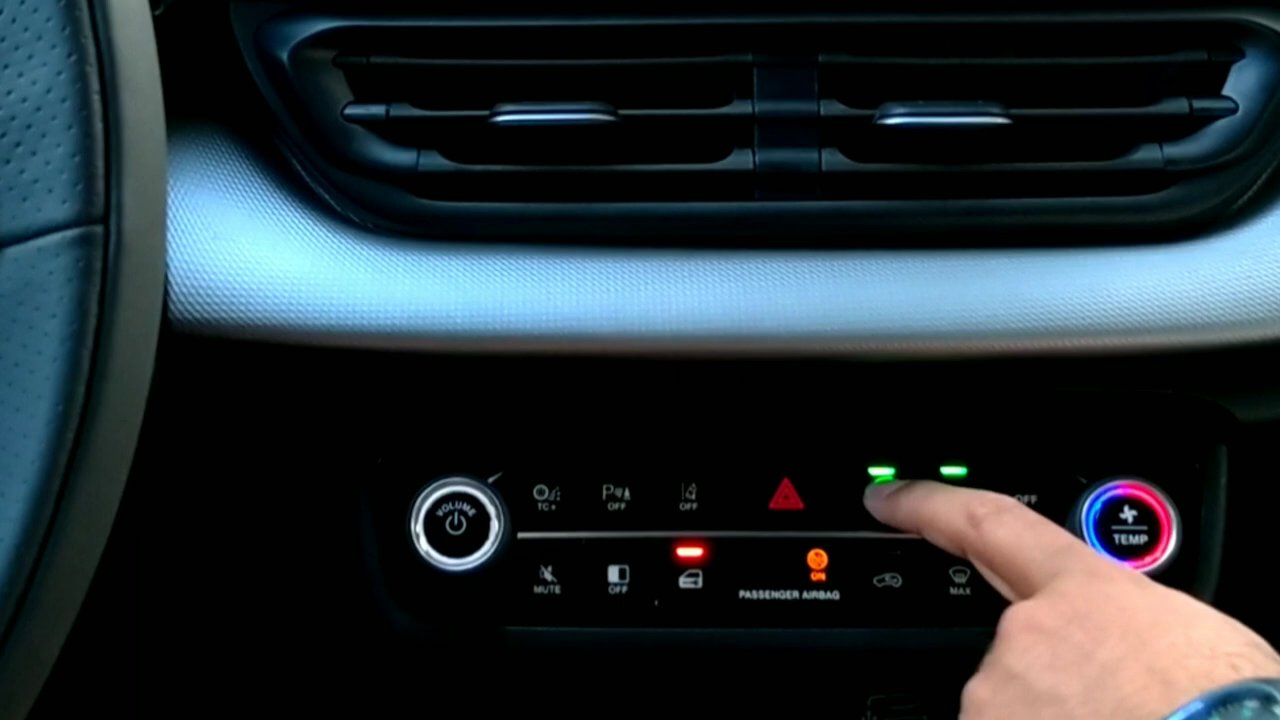 VOLUME
TC+
P OFF
OFF
OFF
TEMP
MUTE
OFF
ON
PASSENGER AIRBAG
MAX